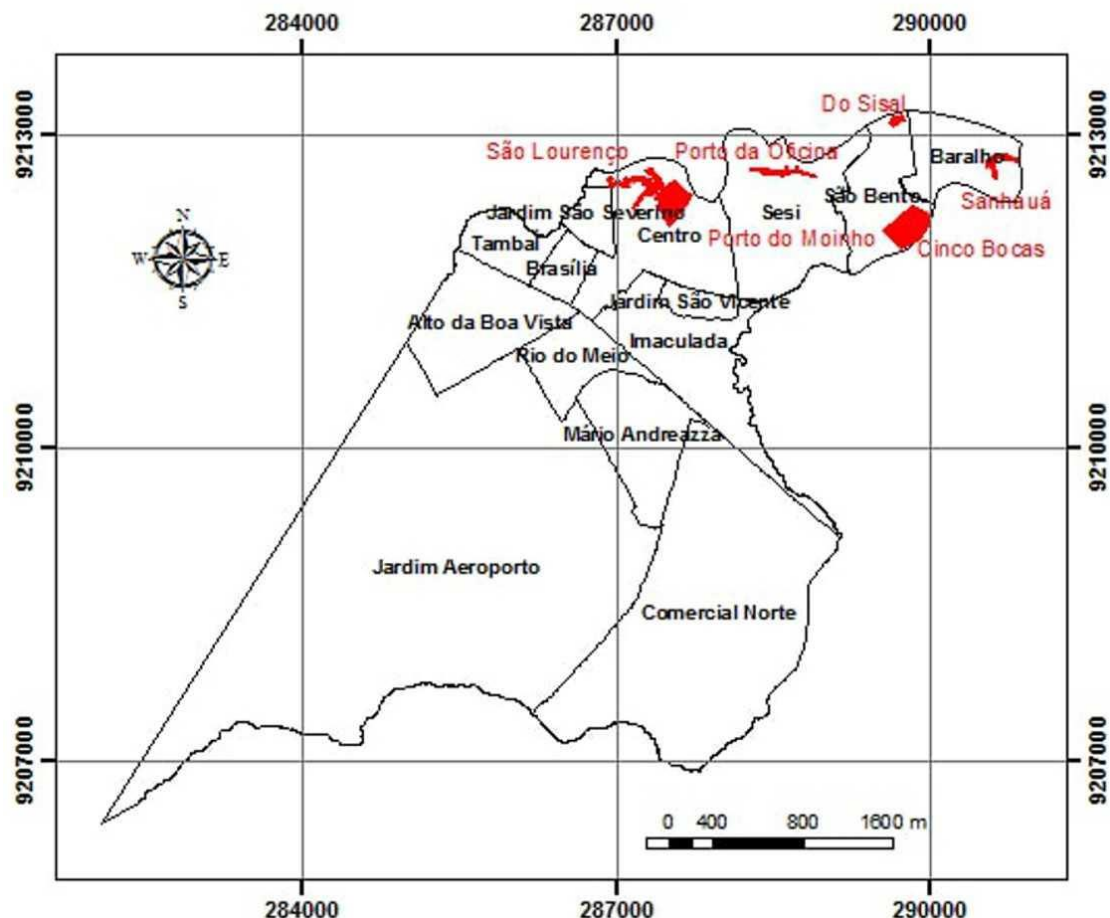 284000 287000 290000
9213000 9213000
Do Sisal
São Lourenço Porto da Oficina Baralho
São Bento Sanhauá
Jardim São Severino Sesi
Tambaí Centro Porto do Moinho Cinco Bocas
N
W E
S
Brasília
Jardim São Vicente
Alto da Boa Vista Imaculada
Rio do Meio
9210000 Mário Andreazza 9210000
Jardim Aeroporto
Comercial Norte
9207000 9207000
0 400 800 1600 m
284000 287000 290000